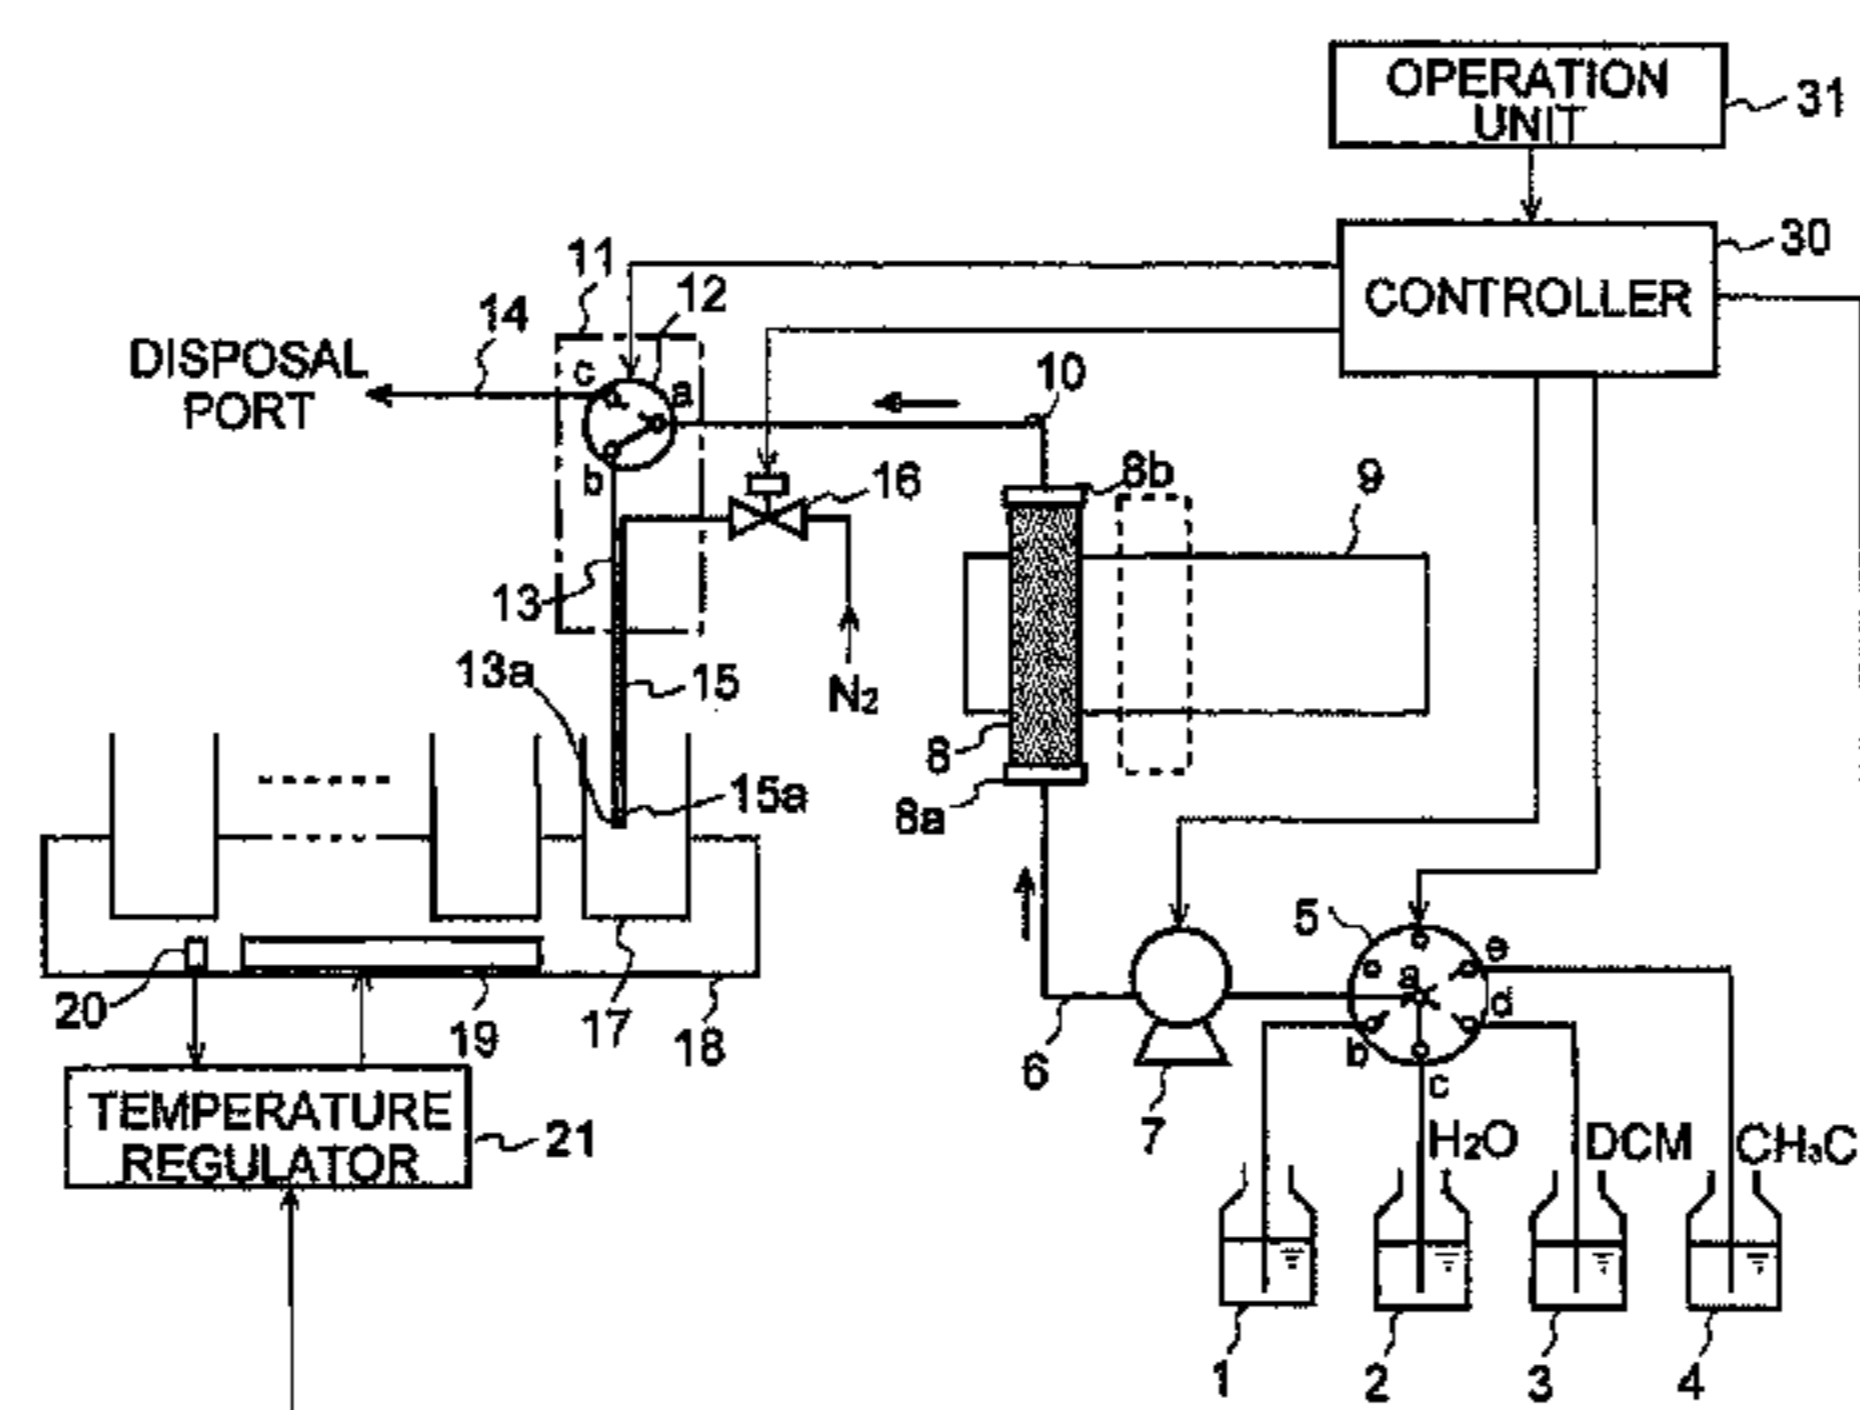 OPERATION
UNIT
31
30
CONTROLLER
11
12
14
DISPOSAL
PORT
c
a
b
10
16
8b
9
13
13a
15
N₂
15a
8
8a
5
e
a
d
b
c
20
19
17
18
6
7
TEMPERATURE
REGULATOR
21
H₂O
DCM
CH₃C
1
2
3
4